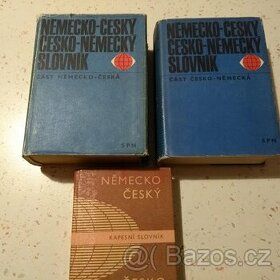 NĚMECKO-ČESKÝ
ČESKO-NĚMECKÝ
SLOVNÍK
ČÁST NĚMECKO-ČESKÁ
SPN
NĚMECKO-ČESKÝ
ČESKO-NĚMECKÝ
SLOVNÍK
ČÁST ČESKO-NĚMECKÁ
SPN
NĚMECKO
ČESKÝ
KAPESNÍ SLOVNÍK
ČESKO
Bazos.cz